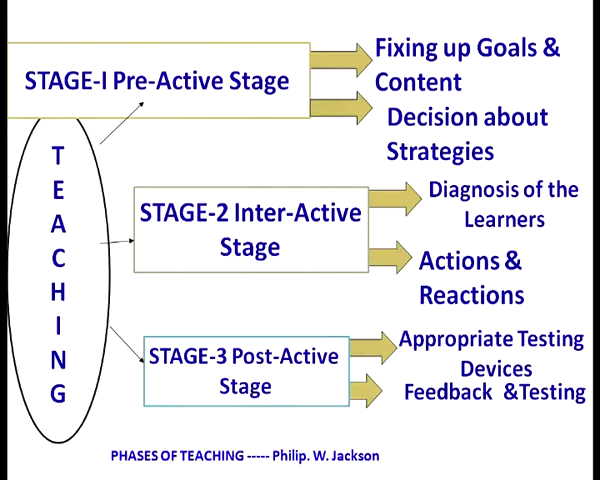 Fixing up Goals &
STAGE-I Pre-Active Stage
Content
Decision about
Strategies
TEACHING
STAGE-2 Inter-Active
Stage
Diagnosis of the
Learners
Actions &
Reactions
STAGE-3 Post-Active
Stage
Appropriate Testing
Devices
Feedback &Testing
PHASES OF TEACHING ----- Philip. W. Jackson